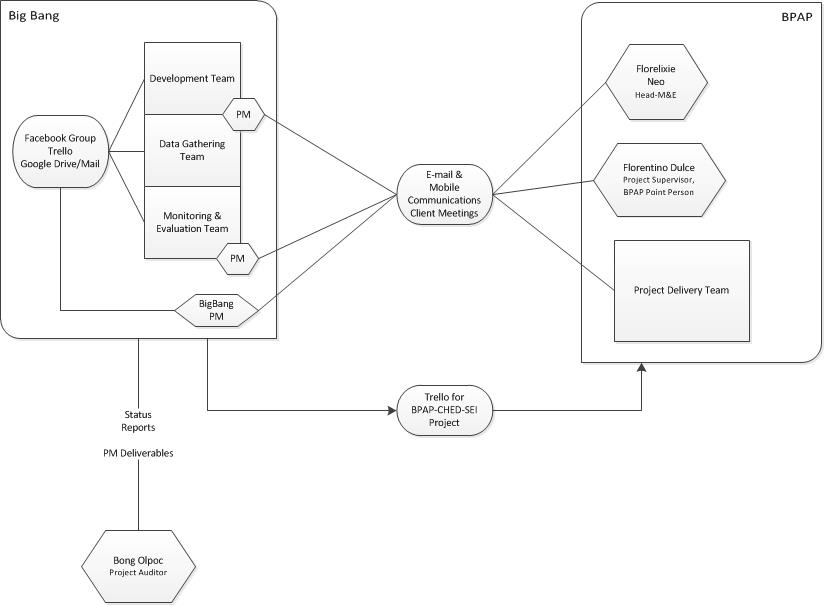 Big Bang
BPAP
Development Team
PM
Data Gathering
Team
Monitoring &
Evaluation Team
PM
Facebook Group
Trello
Google Drive/Mail
BigBang
PM
E-mail &
Mobile
Communications
Client Meetings
Florelixie
Neo
Head-M&E
Florentino Dulce
Project Supervisor,
BPAP Point Person
Project Delivery Team
Trello for
BPAP-CHED-SEI
Project
Status
Reports
PM Deliverables
Bong Olpoc
Project Auditor